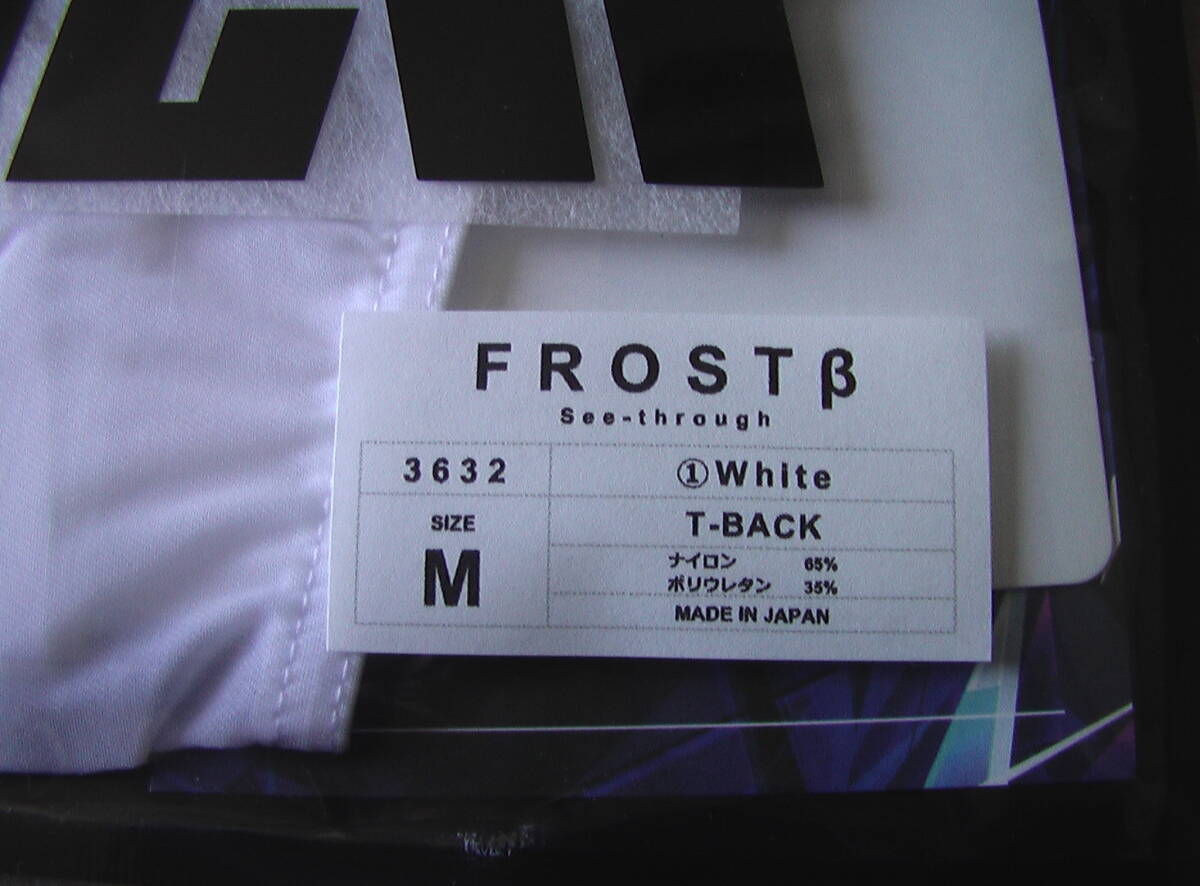 FROST β
See-through
3632
①White
SIZE
M
T-BACK
ナイロン 65%
ポリウレタン 35%
MADE IN JAPAN